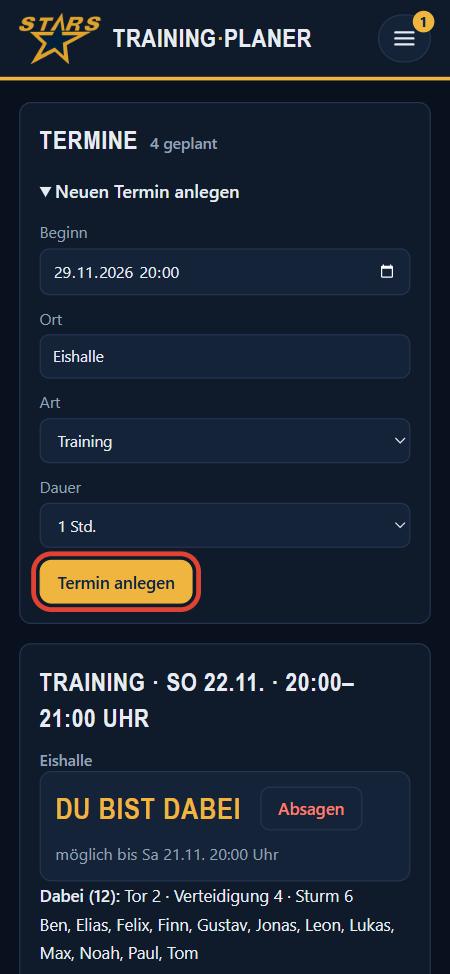 STARS
TRAINING·PLANER
1
TERMINE 4 geplant
▼ Neuen Termin anlegen
Beginn
29.11.2026 20:00
Ort
Eishalle
Art
Training
Dauer
1 Std.
Termin anlegen
TRAINING · SO 22.11. · 20:00–
21:00 UHR
Eishalle
DU BIST DABEI Absagen
möglich bis Sa 21.11. 20:00 Uhr
Dabei (12): Tor 2 · Verteidigung 4 · Sturm 6
Ben, Elias, Felix, Finn, Gustav, Jonas, Leon, Lukas,
Max, Noah, Paul, Tom